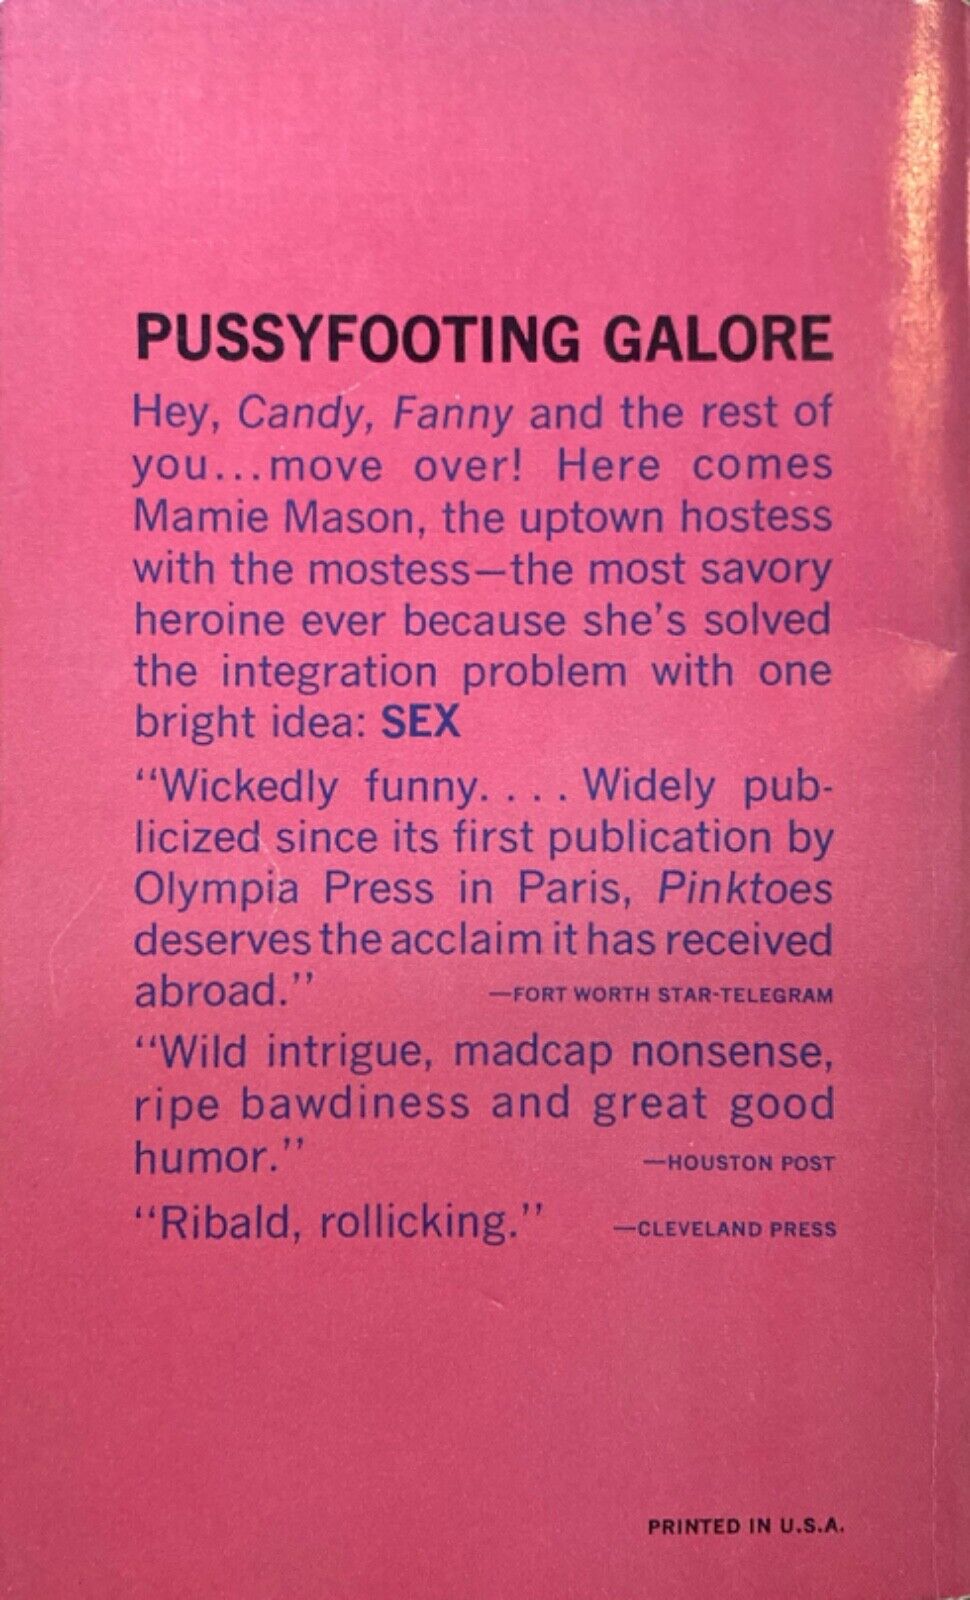 PUSSYFOOTING GALORE
Hey, Candy, Fanny and the rest of
you...move over! Here comes
Mamie Mason, the uptown hostess
with the mostess—the most savory
heroine ever because she's solved
the integration problem with one
bright idea: SEX
"Wickedly funny. . . . Widely pub-
licized since its first publication by
Olympia Press in Paris, Pinktoes
deserves the acclaim it has received
abroad." —FORT WORTH STAR-TELEGRAM
"Wild intrigue, madcap nonsense,
ripe bawdiness and great good
humor." —HOUSTON POST
"Ribald, rollicking." —CLEVELAND PRESS
PRINTED IN U.S.A.